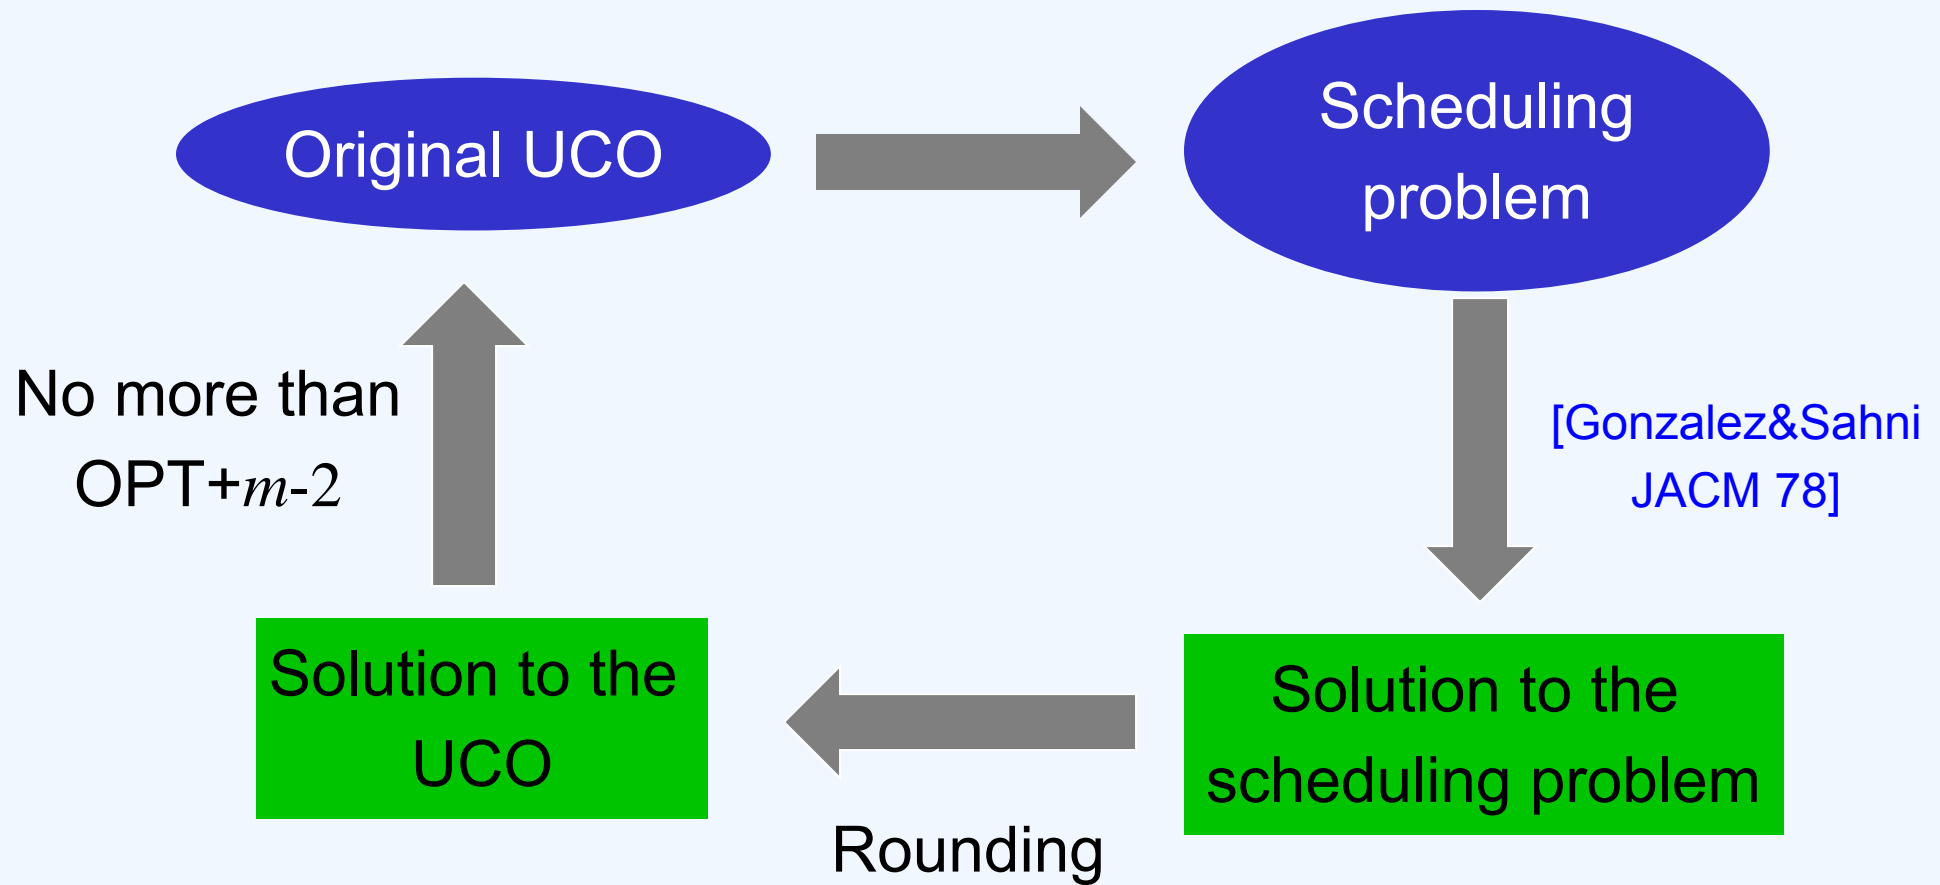 Original UCO
Scheduling
problem
No more than
OPT+m-2
[Gonzalez&Sahni
JACM 78]
Solution to the
UCO
Solution to the
scheduling problem
Rounding